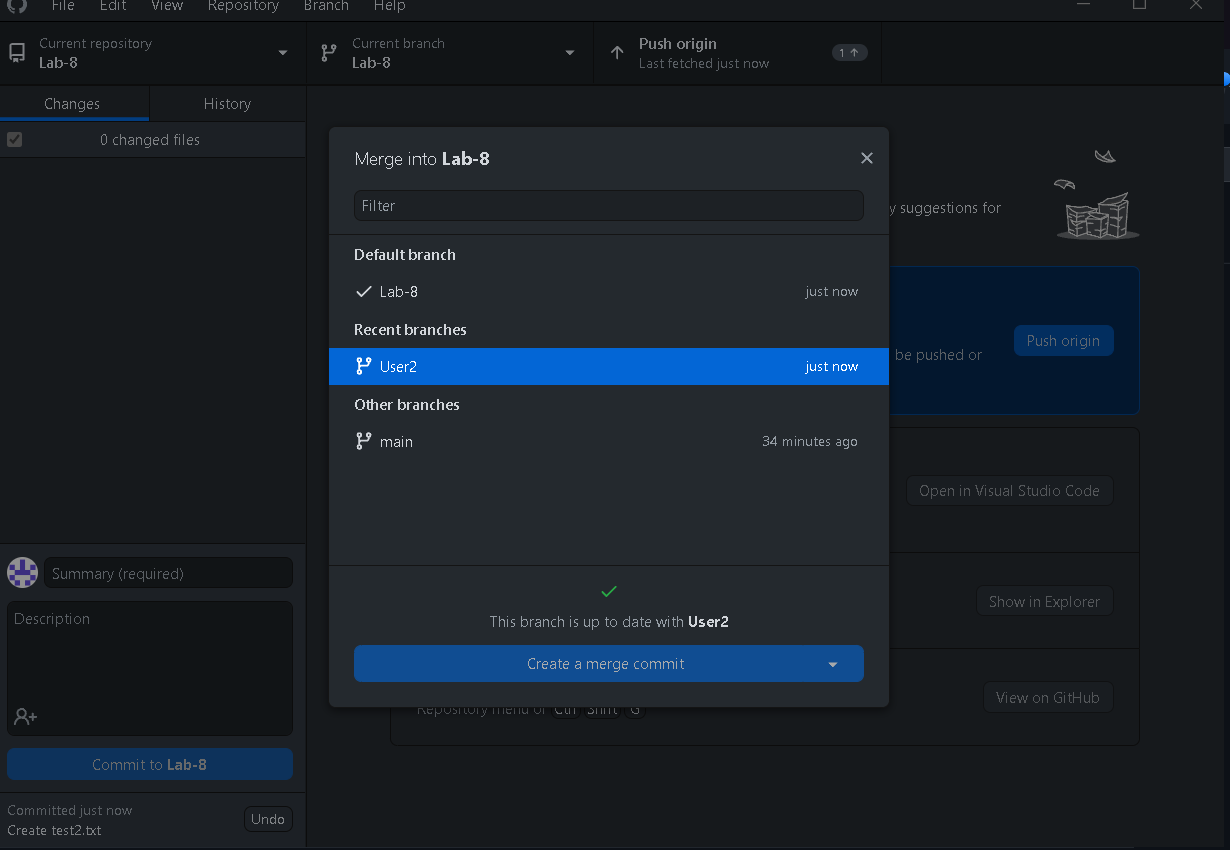 File Edit View Repository Branch Help
Current repository
Lab-8
Current branch
Lab-8
Push origin
Last fetched just now
1
Changes
History
0 changed files
Merge into Lab-8
Filter
y suggestions for
Default branch
Lab-8 just now
Recent branches
User2 just now
Other branches
main 34 minutes ago
Push origin
be pushed or
Open in Visual Studio Code
Show in Explorer
View on GitHub
This branch is up to date with User2
Create a merge commit
Repository menu or Ctrl Shift G
Summary (required)
Description
Commit to Lab-8
Committed just now
Create test2.txt
Undo